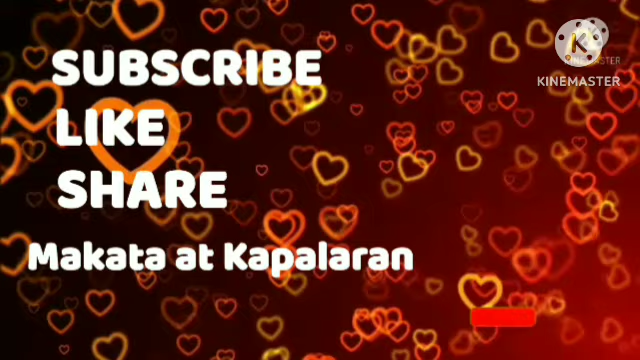 SUBSCRIBE
LIKE
SHARE
Makata at Kapalaran
KINEMASTER